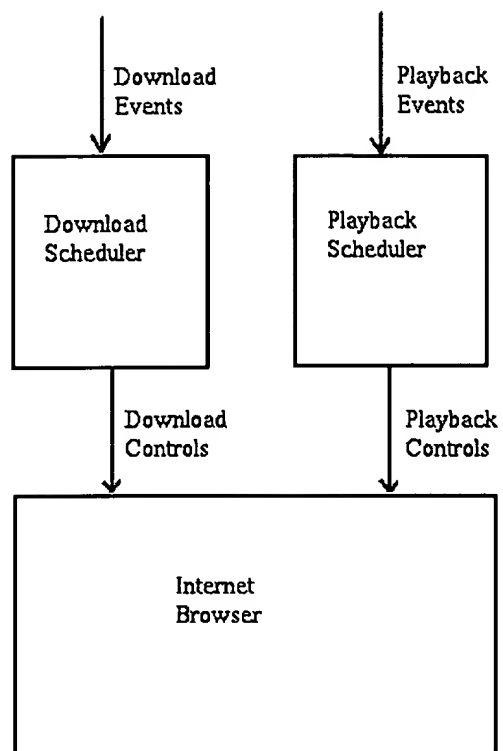 Download
Events
Playback
Events
Download
Scheduler
Playback
Scheduler
Download
Controls
Playback
Controls
Internet
Browser